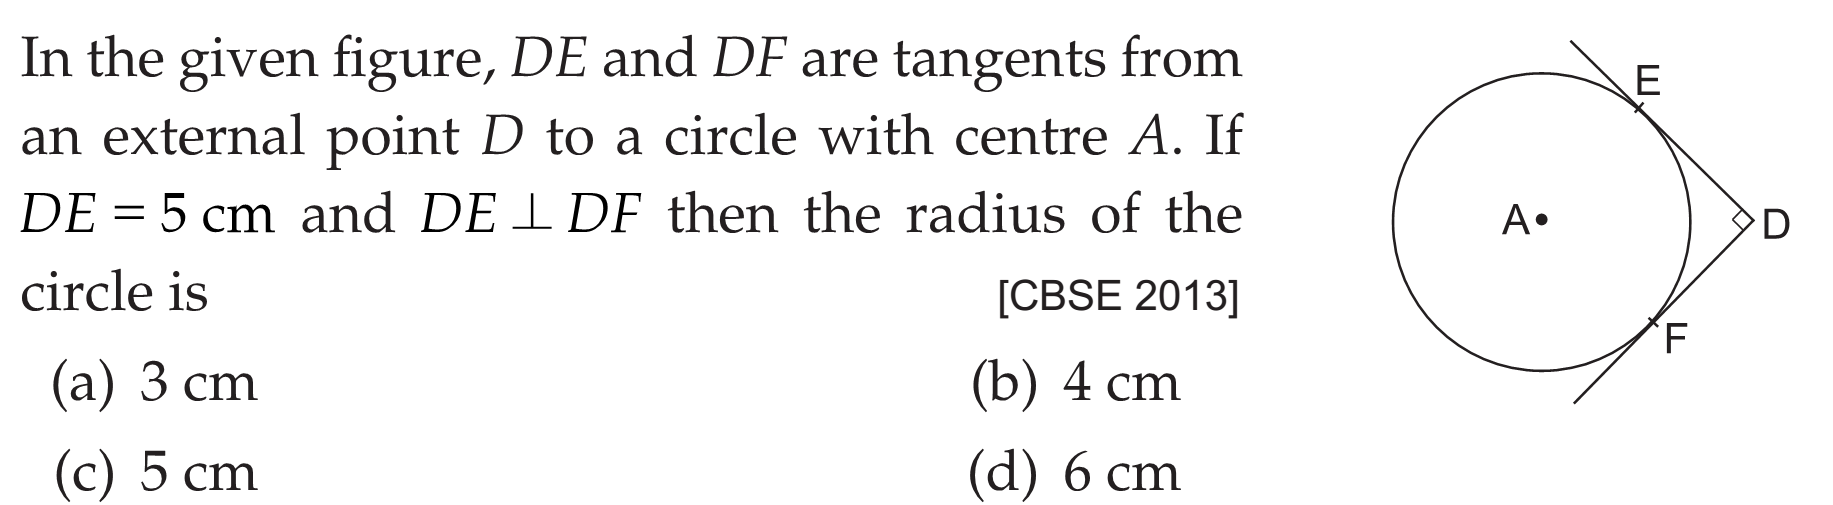 In the given figure, DE and DF are tangents from
an external point D to a circle with centre A. If
DE = 5 cm and DE ⊥ DF then the radius of the
circle is [CBSE 2013]
(a) 3 cm (b) 4 cm
(c) 5 cm (d) 6 cm
E
A
D
F